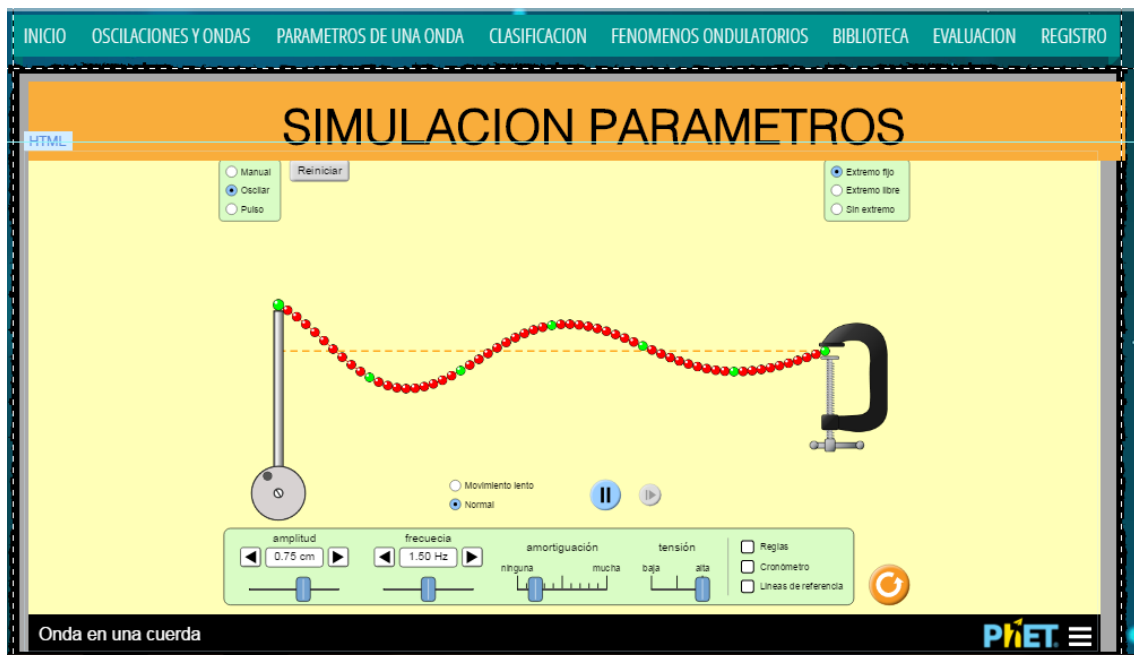 INICIO OSCILACIONES Y ONDAS PARAMETROS DE UNA ONDA CLASIFICACION FENOMENOS ONDULATORIOS BIBLIOTECA EVALUACION REGISTRO
SIMULACION PARAMETROS
HTML
Manual
Oscilar
Pulso
Reiniciar
Extremo fijo
Extremo libre
Sin extremo
Movimiento lento
Normal
amplitud
0.75 cm
frecuecia
1.50 Hz
amortiguación
ninguna mucha
tensión
baja alta
Reglas
Cronómetro
Líneas de referencia
Onda en una cuerda
PhET